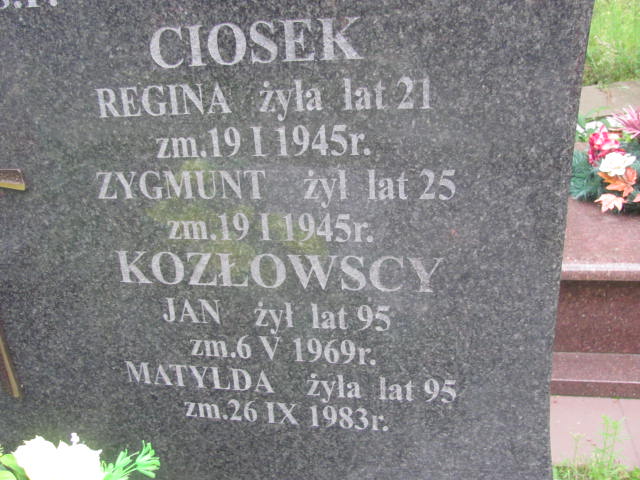 Ś.P.
CIOSEK
REGINA żyła lat 21
zm.19 I 1945r.
ZYGMUNT żył lat 25
zm.19 I 1945r.
KOZŁOWSCY
JAN żył lat 95
zm.6 V 1969r.
MATYLDA żyła lat 95
zm.26 IX 1983r.